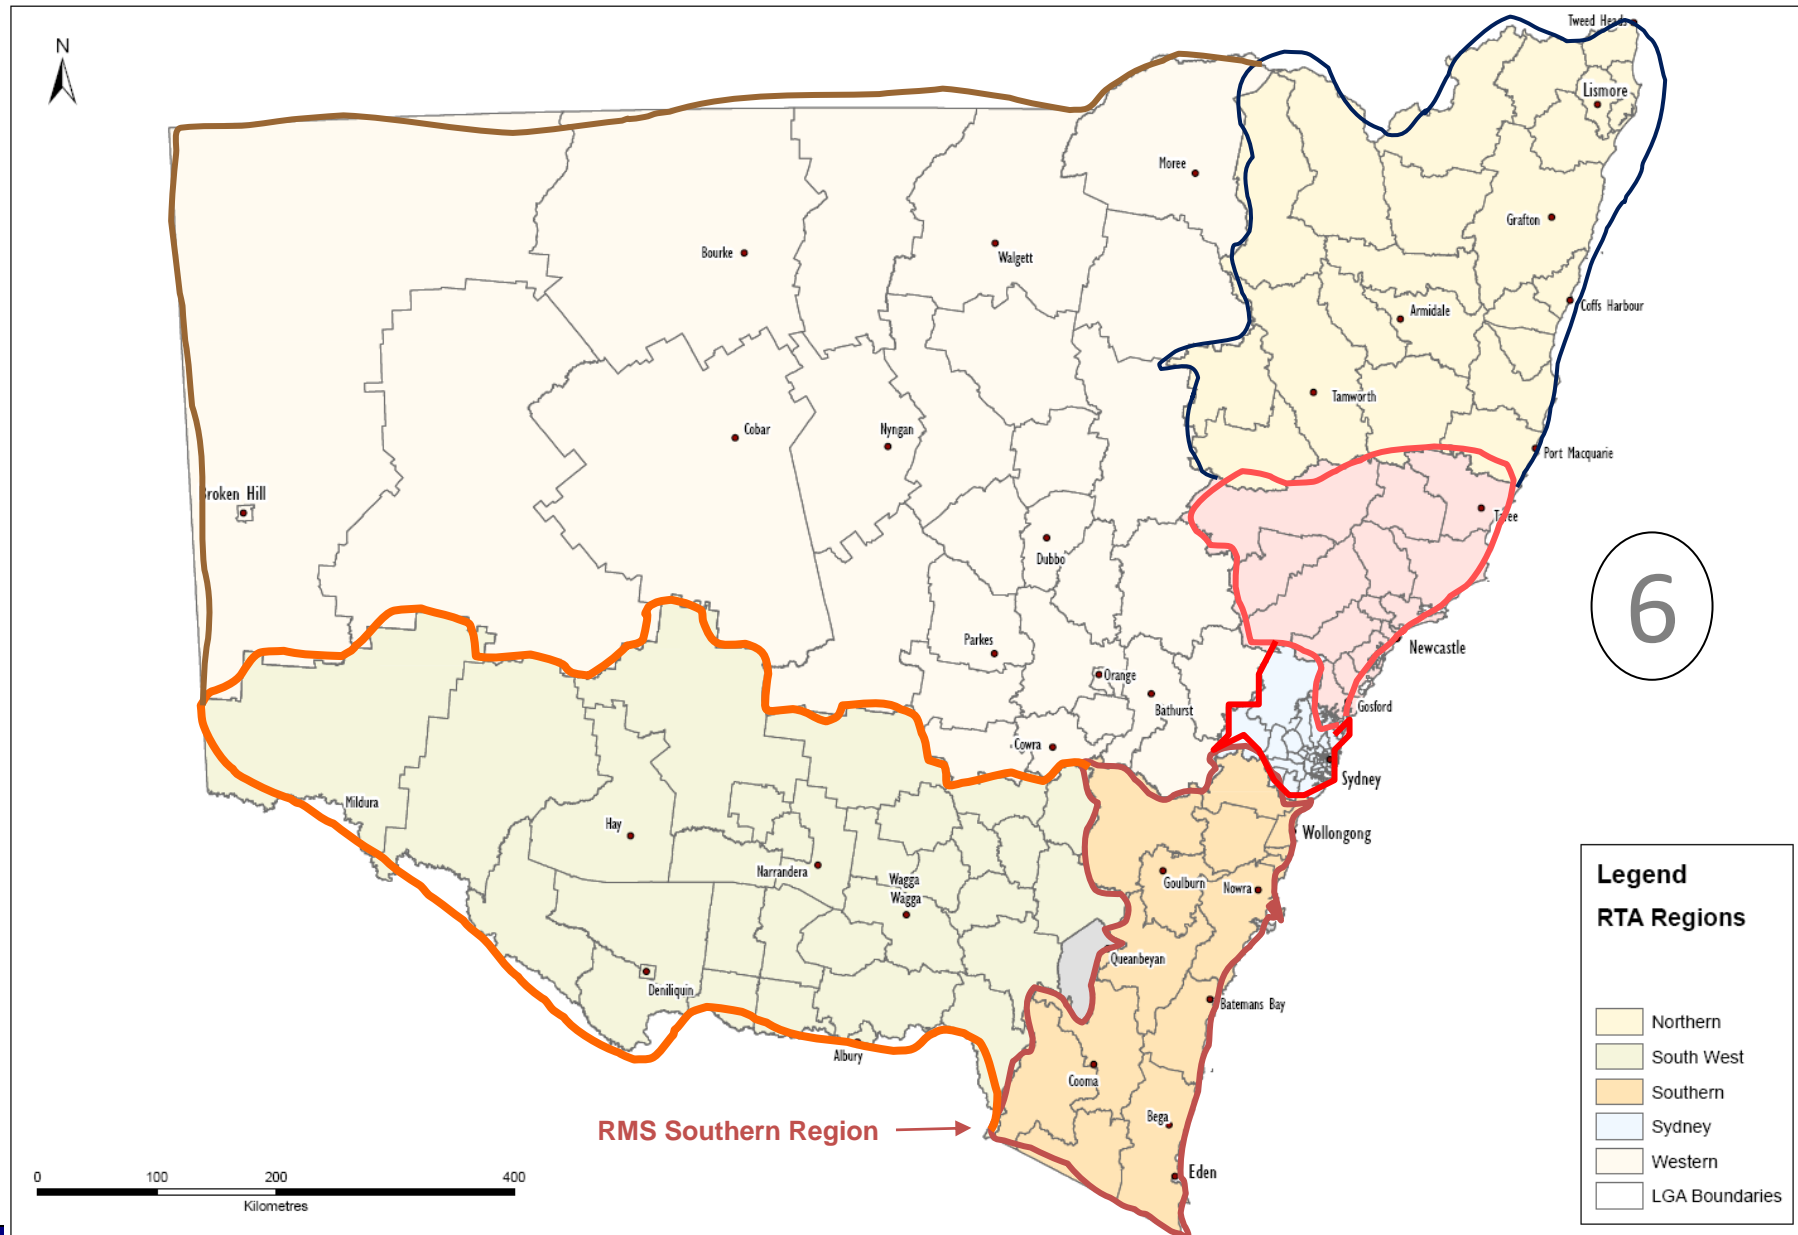 N
Tweed Heads
Lismore
Moree
Grafton
Bourke
Walgett
Coffs Harbour
Armidale
Tamworth
Cobar
Nyngan
Port Macquarie
Broken Hill
Taree
Dubbo
6
Parkes
Newcastle
Orange
Bathurst
Gosford
Cowra
Sydney
Mildura
Hay
Wollongong
Narrandera
Wagga
Wagga
Goulburn
Nowra
Queanbeyan
Deniliquin
Batemans Bay
Albury
Cooma
Bega
RMS Southern Region
Eden
0 100 200 400
Kilometres
Legend
RTA Regions
Northern
South West
Southern
Sydney
Western
LGA Boundaries